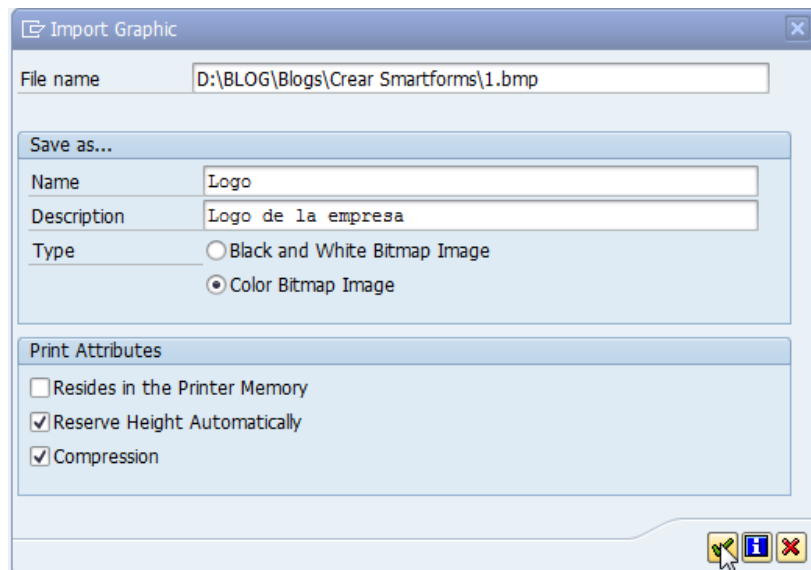 Import Graphic
File name D:\BLOG\Blogs\Crear Smartforms\1.bmp
Save as...
Name Logo
Description Logo de la empresa
Type Black and White Bitmap Image
Color Bitmap Image
Print Attributes
Resides in the Printer Memory
Reserve Height Automatically
Compression